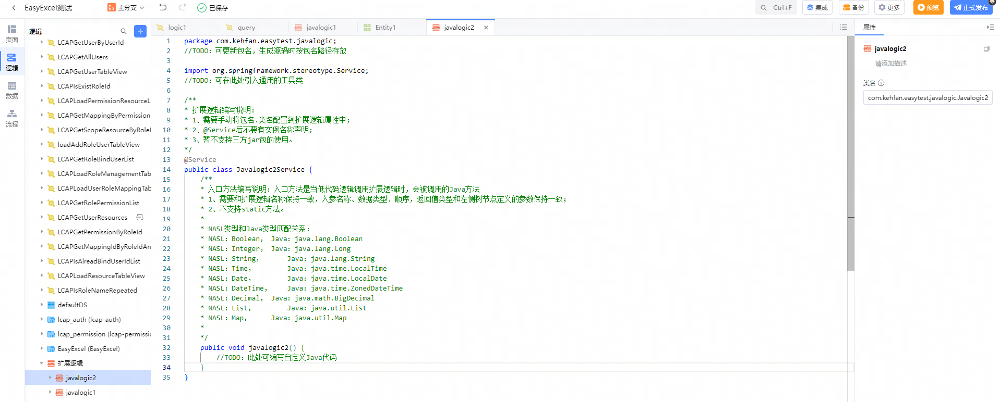 EasyExcel测试
主分支
已保存
Ctrl+F
集成
备份
更多
预览
正式发布
页面
逻辑
数据
流程
逻辑
LCAPGetUserByUserId
LCAPGetAllUsers
LCAPGetUserTableView
LCAPIsExistRoleId
LCAPLoadPermissionResourceL
LCAPGetMappingByPermission
LCAPGetScopeResourceByRoleI
loadAddRoleUserTableView
LCAPGetRoleBindUserList
LCAPLoadRoleManagementTab
LCAPLoadUserRoleMappingTab
LCAPGetRolePermissionList
LCAPGetUserResources
LCAPGetPermissionByRoleId
LCAPGetMappingIdByRoleIdAn
LCAPIsAlreadBindUserIdList
LCAPLoadResourceTableView
LCAPIsRoleNameRepeated
defaultDS
lcap_auth (lcap-auth)
lcap_permission (lcap-permissio
EasyExcel (EasyExcel)
扩展逻辑
javalogic2
javalogic1
logic1
query
javalogic1
Entity1
javalogic2
1 package com.kehfan.easytest.javalogic;
2 //TODO: 可更新包名, 生成源码时按包名路径存放
3
4 import org.springframework.stereotype.Service;
5 //TODO: 可在此处引入通用的工具类
6
7 /**
8 * 扩展逻辑编写说明:
9 * 1、需要手动将包名.类名配置到扩展逻辑属性中;
10 * 2、@Service后不要有实例名称声明;
11 * 3、暂不支持三方jar包的使用。
12 */
13 @Service
14 public class Javalogic2Service {
15 /**
16 * 入口方法编写说明: 入口方法是当低代码逻辑调用扩展逻辑时, 会被调用的Java方法
17 * 1、需要和扩展逻辑名称保持一致, 入参名称、数据类型、顺序, 返回值类型和左侧树节点定义的参数保持一致;
18 * 2、不支持static方法。
19 *
20 * NASL类型和Java类型匹配关系:
21 * NASL: Boolean, Java: java.lang.Boolean
22 * NASL: Integer, Java: java.lang.Long
23 * NASL: String, Java: java.lang.String
24 * NASL: Time, Java: java.time.LocalTime
25 * NASL: Date, Java: java.time.LocalDate
26 * NASL: DateTime, Java: java.time.ZonedDateTime
27 * NASL: Decimal, Java: java.math.BigDecimal
28 * NASL: List, Java: java.util.List
29 * NASL: Map, Java: java.util.Map
30 *
31 */
32 public void javalogic2() {
33 //TODO: 此处可编写自定义Java代码
34 }
35 }
属性
javalogic2
请添加描述
类名
com.kehfan.easytest.javalogic.Javalogic2